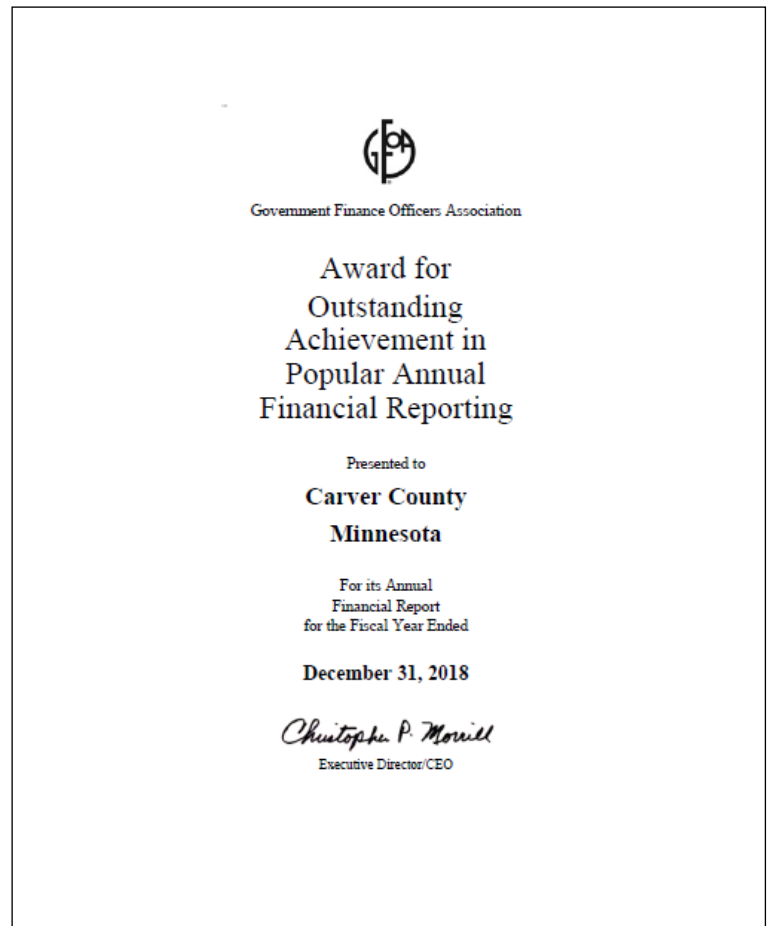 GFOA
Government Finance Officers Association
Award for
Outstanding
Achievement in
Popular Annual
Financial Reporting
Presented to
Carver County
Minnesota
For its Annual
Financial Report
for the Fiscal Year Ended
December 31, 2018
Christopher P. Morrill
Executive Director/CEO